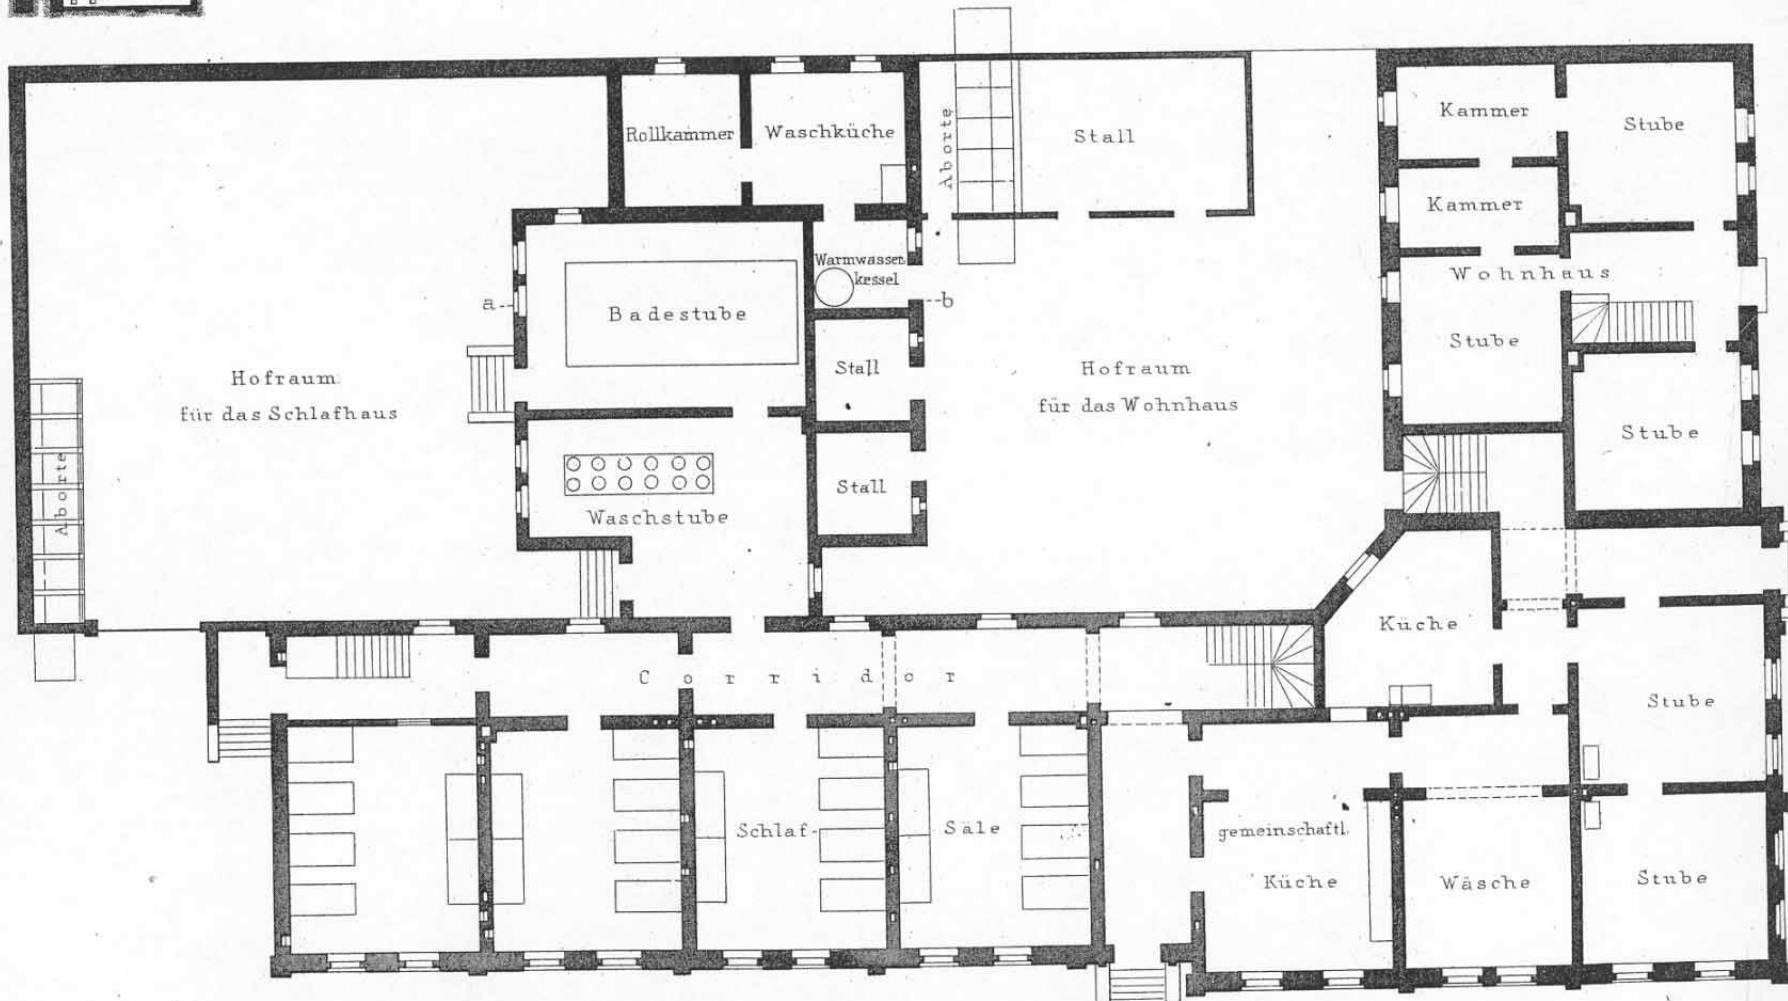 Rollkammer
Waschküche
Aborte
Stall
Kammer
Stube
Kammer
Warmwasser
kessel
a
b
Badestube
Wohnhaus
Stube
Hofraum
für das Schlafhaus
Stall
Hofraum
für das Wohnhaus
Stube
Aborte
Stall
Waschstube
Küche
Corridor
Stube
Schlaf-
Säle
gemeinschaftl.
Küche
Wäsche
Stube